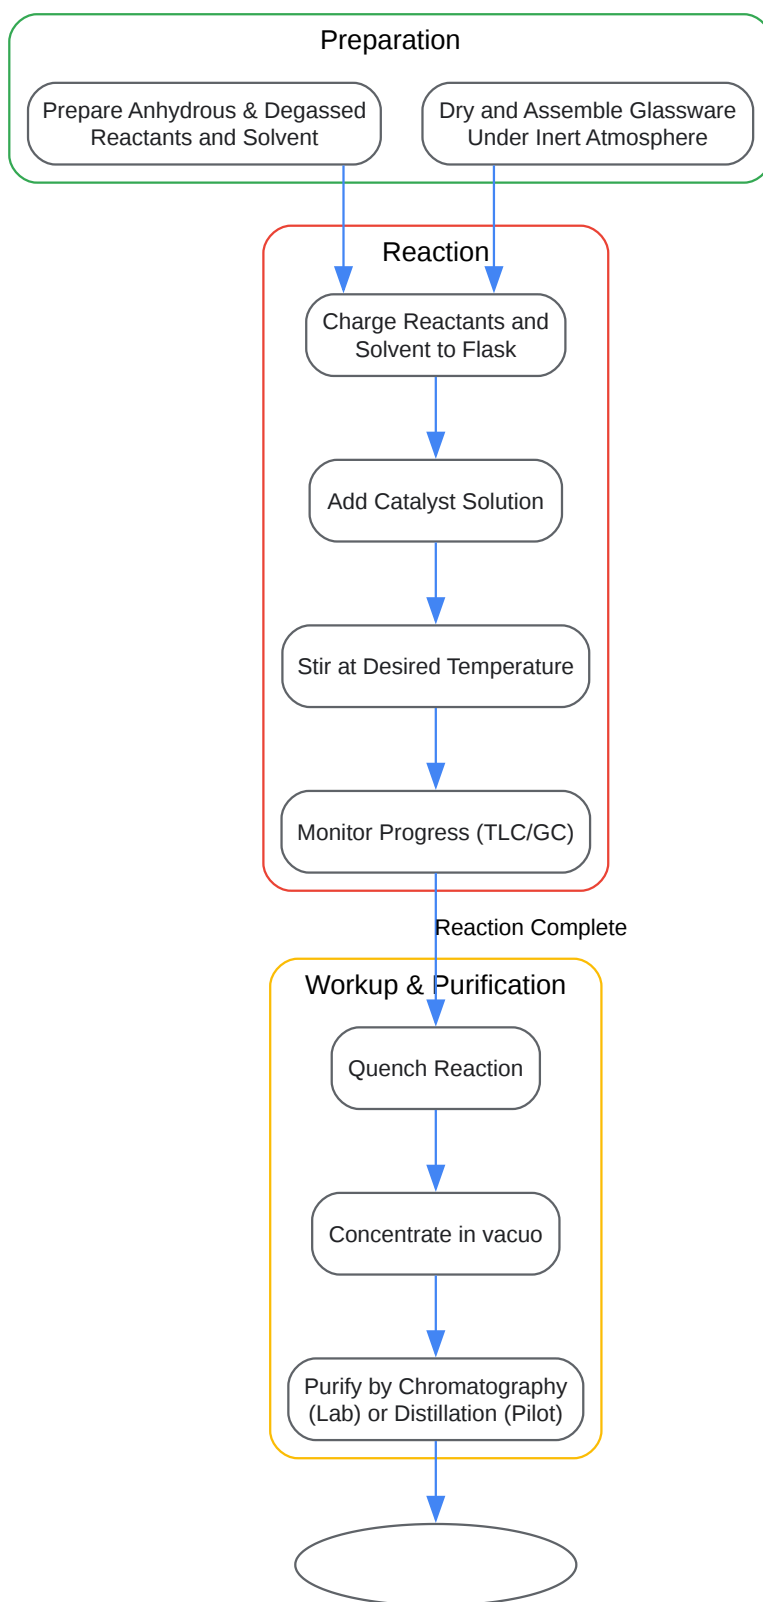 Preparation
Prepare Anhydrous & Degassed
Reactants and Solvent
Dry and Assemble Glassware
Under Inert Atmosphere
Reaction
Charge Reactants and
Solvent to Flask
Add Catalyst Solution
Stir at Desired Temperature
Monitor Progress (TLC/GC)
Reaction Complete
Workup & Purification
Quench Reaction
Concentrate in vacuo
Purify by Chromatography
(Lab) or Distillation (Pilot)